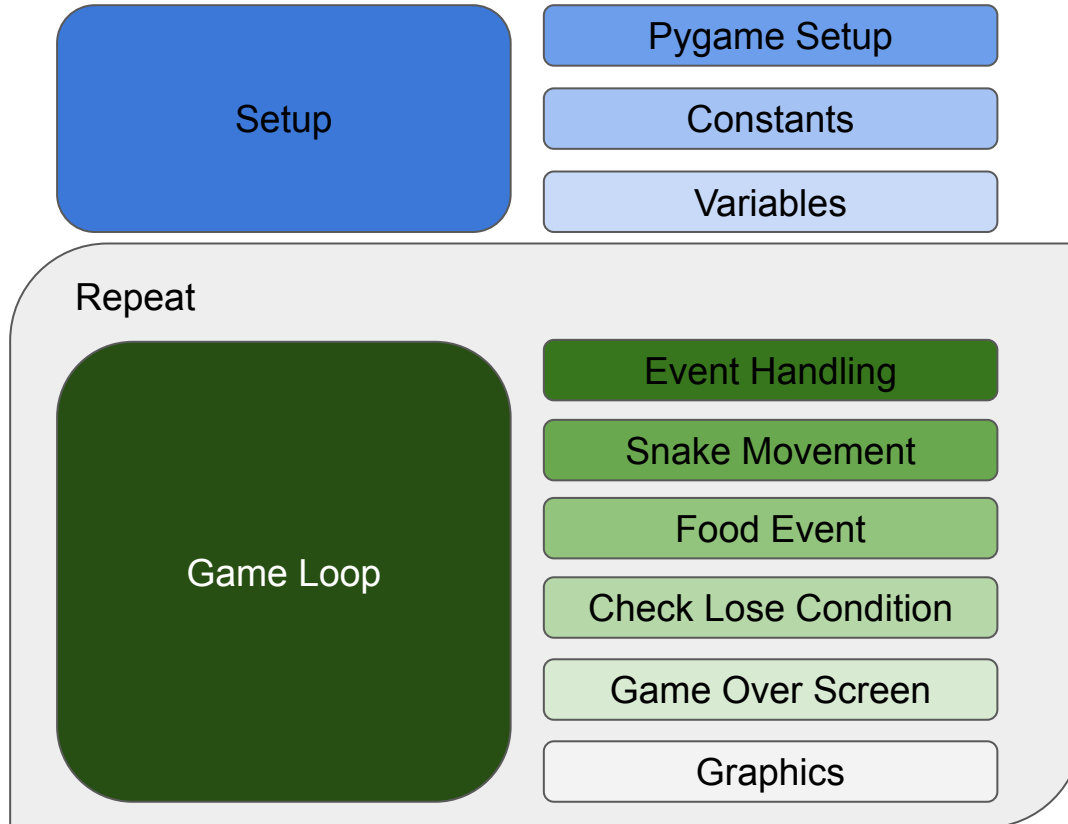 Setup
Pygame Setup
Constants
Variables
Repeat
Game Loop
Event Handling
Snake Movement
Food Event
Check Lose Condition
Game Over Screen
Graphics